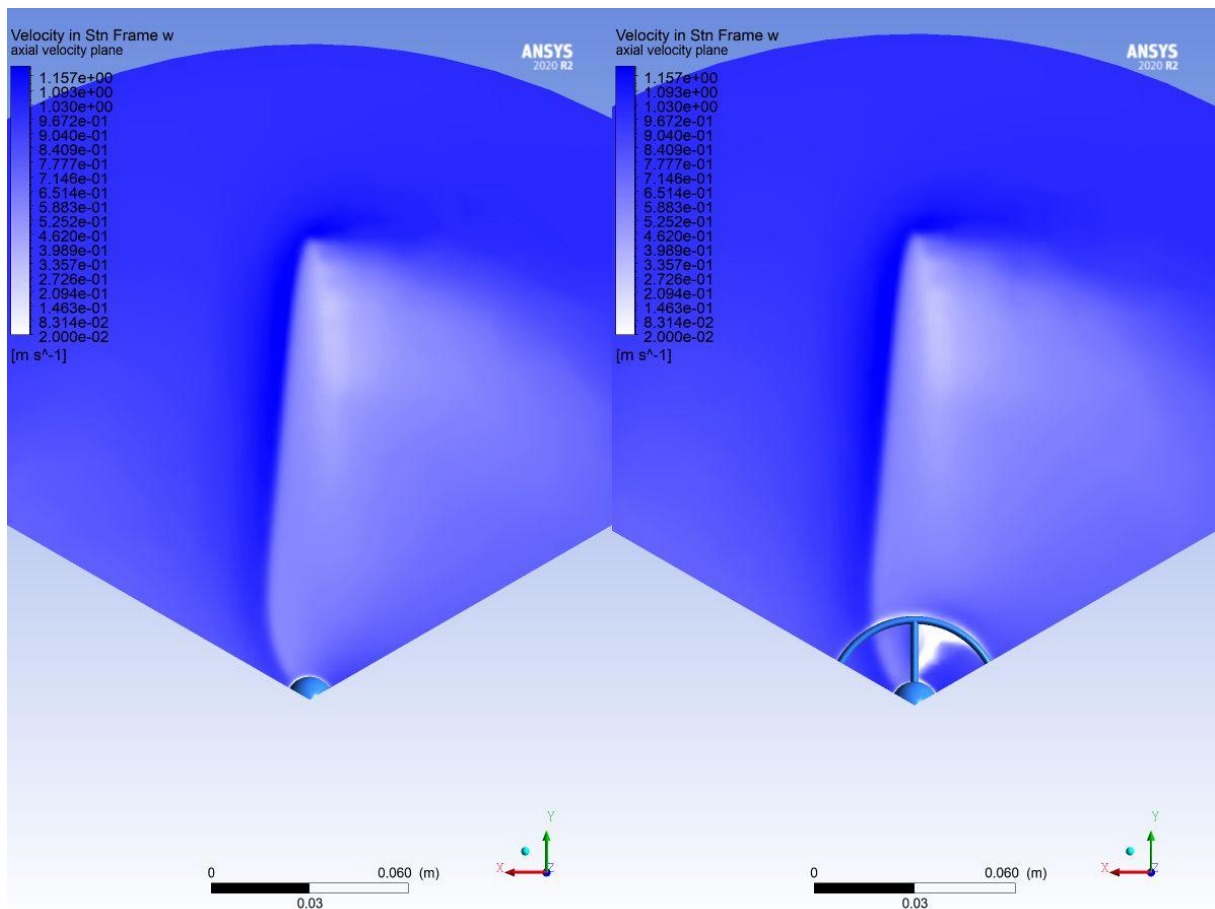 Velocity in Stn Frame w
axial velocity plane
ANSYS
2020 R2
1.157e+00
1.093e+00
1.030e+00
9.672e-01
9.040e-01
8.409e-01
7.777e-01
7.146e-01
6.514e-01
5.883e-01
5.252e-01
4.620e-01
3.989e-01
3.357e-01
2.726e-01
2.094e-01
1.463e-01
8.314e-02
2.000e-02
[m s^-1]
Y
X
Z
0
0.060 (m)
0.03
Velocity in Stn Frame w
axial velocity plane
ANSYS
2020 R2
1.157e+00
1.093e+00
1.030e+00
9.672e-01
9.040e-01
8.409e-01
7.777e-01
7.146e-01
6.514e-01
5.883e-01
5.252e-01
4.620e-01
3.989e-01
3.357e-01
2.726e-01
2.094e-01
1.463e-01
8.314e-02
2.000e-02
[m s^-1]
Y
X
Z
0
0.060 (m)
0.03